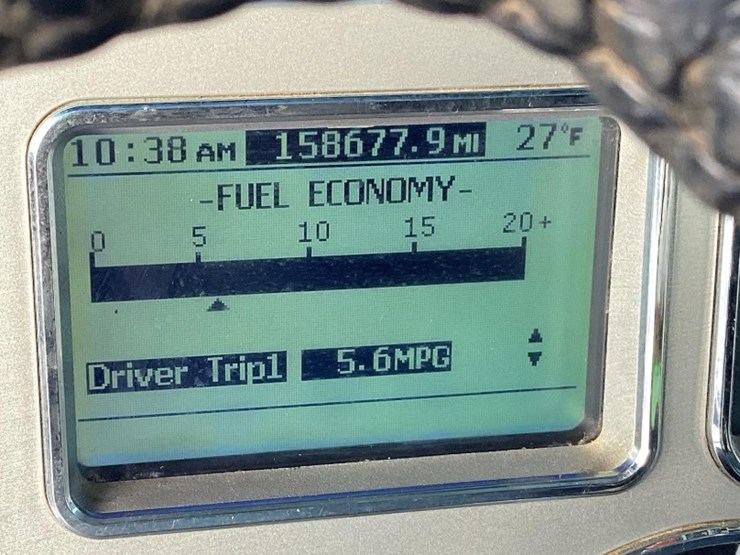 10:38 AM 158677.9 MI 27°F
-FUEL ECONOMY-
0 5 10 15 20+
Driver Trip1 5.6MPG